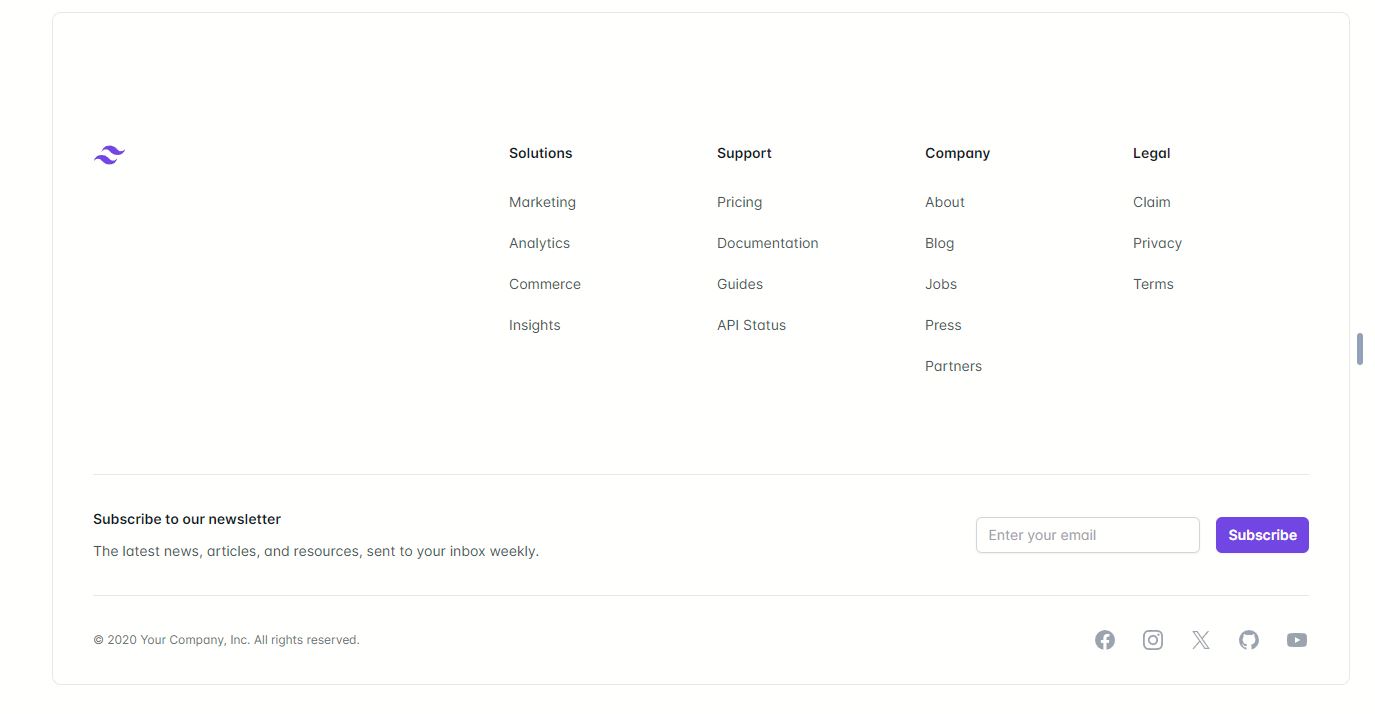 Solutions
Marketing
Analytics
Commerce
Insights
Support
Pricing
Documentation
Guides
API Status
Company
About
Blog
Jobs
Press
Partners
Legal
Claim
Privacy
Terms
Subscribe to our newsletter
The latest news, articles, and resources, sent to your inbox weekly.
Enter your email
Subscribe
© 2020 Your Company, Inc. All rights reserved.